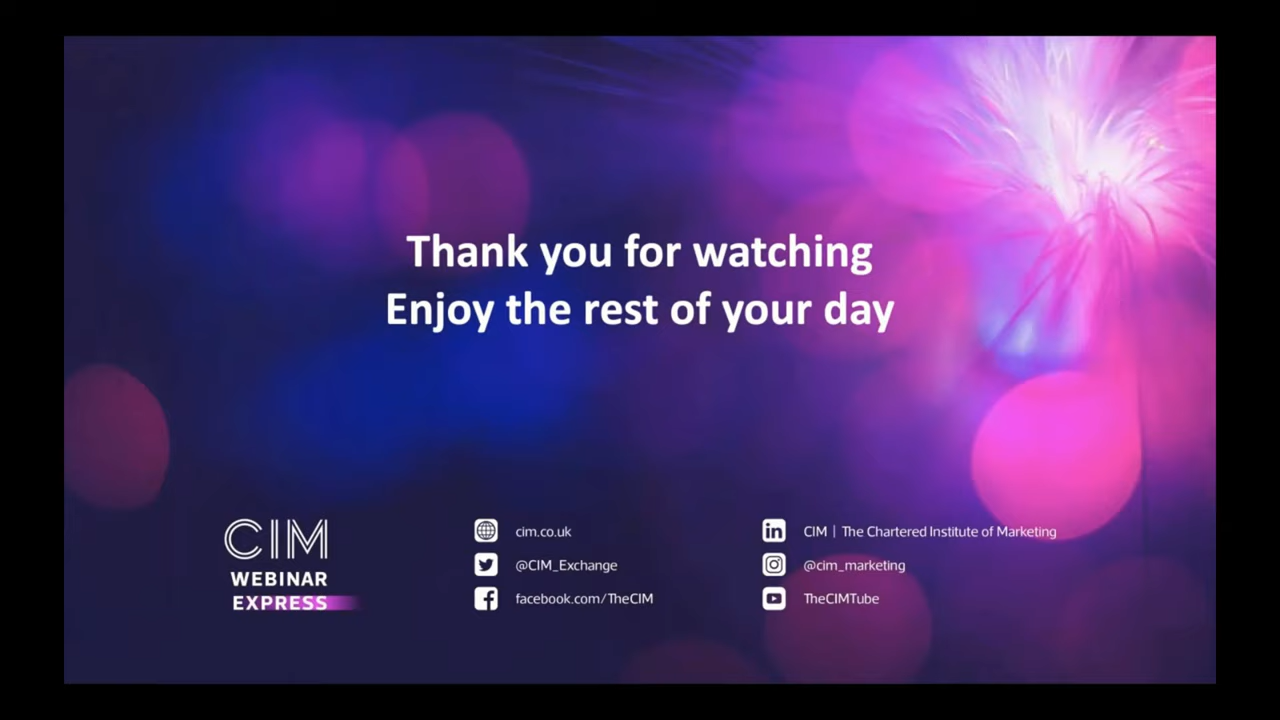 Thank you for watching
Enjoy the rest of your day
CIM
WEBINAR
EXPRESS
cim.co.uk
@CIM_Exchange
facebook.com/TheCIM
CIM | The Chartered Institute of Marketing
@cim_marketing
TheCIMTube